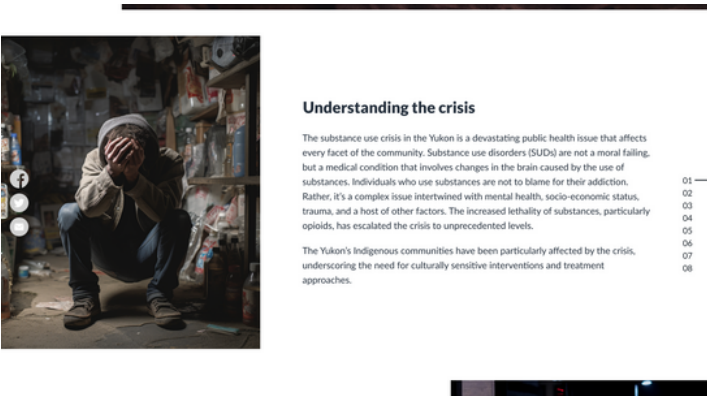 Understanding the crisis
The substance use crisis in the Yukon is a devastating public health issue that affects
every facet of the community. Substance use disorders (SUDs) are not a moral failing,
but a medical condition that involves changes in the brain caused by the use of
substances. Individuals who use substances are not to blame for their addiction.
Rather, it's a complex issue intertwined with mental health, socio-economic status,
trauma, and a host of other factors. The increased lethality of substances, particularly
opioids, has escalated the crisis to unprecedented levels.
The Yukon's Indigenous communities have been particularly affected by the crisis,
underscoring the need for culturally sensitive interventions and treatment
approaches.
01
02
03
04
05
06
07
08